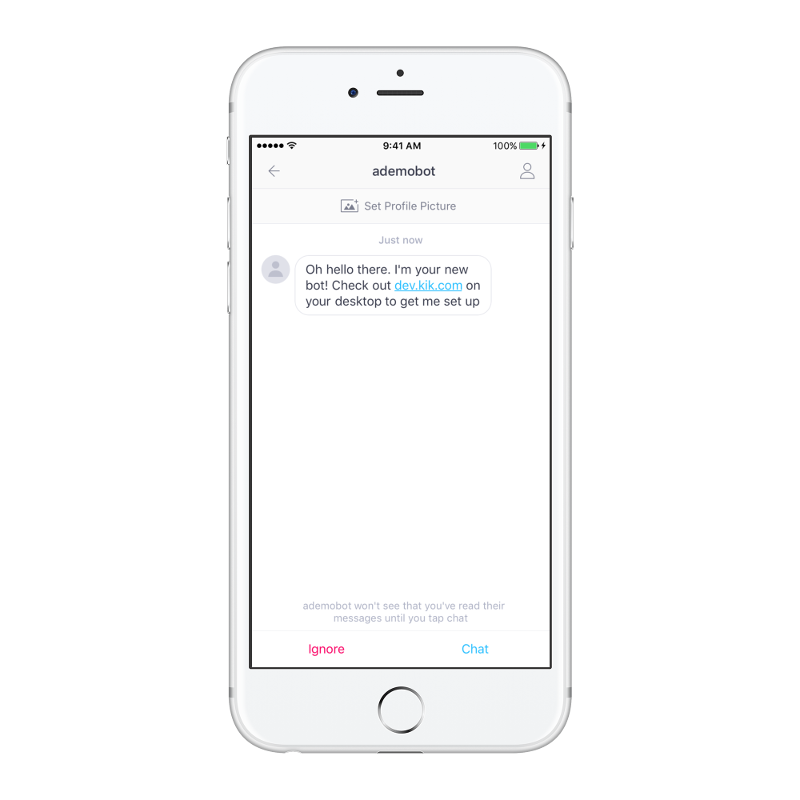 9:41 AM
100%
ademobot
Set Profile Picture
Just now
Oh hello there. I'm your new
bot! Check out dev.kik.com on
your desktop to get me set up
ademobot won't see that you've read their
messages until you tap chat
Ignore
Chat